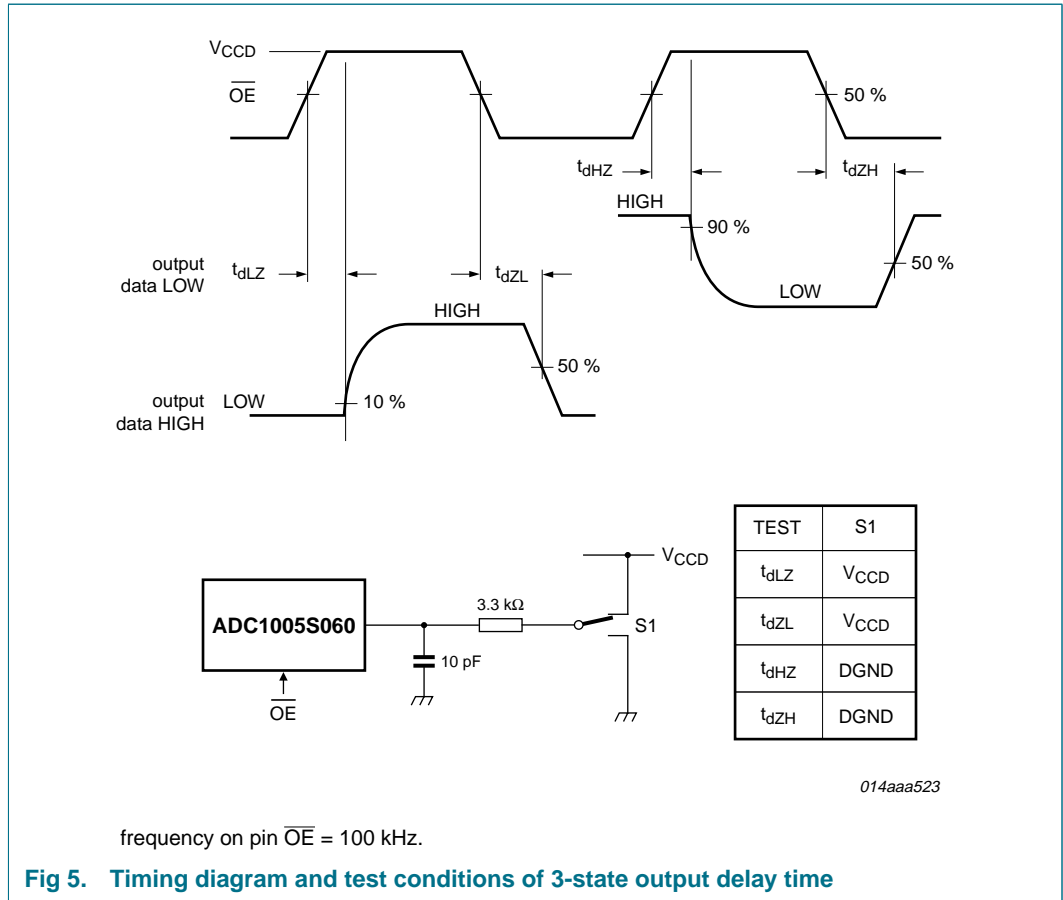 VCCD
OE
50 %
tdHZ
tdZH
HIGH
90 %
output
data LOW
tdLZ
tdZL
50 %
LOW
HIGH
50 %
output
data HIGH
LOW
10 %
VCCD
ADC1005S060
3.3 kΩ
S1
10 pF
OE
TEST S1
tdLZ VCCD
tdZL VCCD
tdHZ DGND
tdZH DGND
014aaa523
frequency on pin OE = 100 kHz.
Fig 5. Timing diagram and test conditions of 3-state output delay time